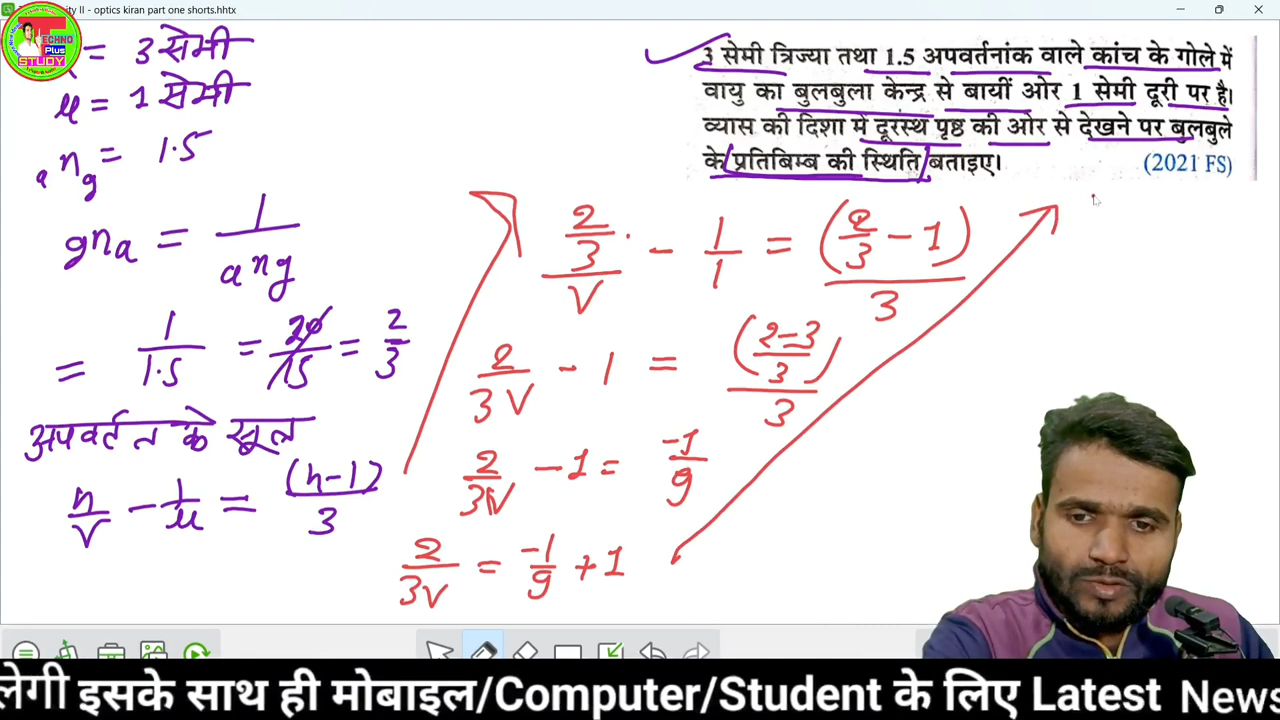 II - optics kiran part one shorts.hhtx
TECHNO
Plus
STUDY
= 3 सेमी
u = 1 सेमी
a n g = 1.5
gna = 1 / a n g
= 1/1.5 = 20/15 = 2/3
अपवर्तन के सूत्र
n/v - 1/u = (n-1)/3
3 सेमी त्रिज्या तथा 1.5 अपवर्तनांक वाले कांच के गोले में
वायु का बुलबुला केन्द्र से बायीं ओर 1 सेमी दूरी पर है।
व्यास की दिशा में दूरस्थ पृष्ठ की ओर से देखने पर बुलबुले
के प्रतिबिम्ब की स्थिति बताइए। (2021 FS)
2/3 / v - 1/1 = (2/3 - 1) / 3
2/3v - 1 = (2-3/3) / 3
2/3v - 1 = -1/9
2/3v = -1/9 + 1
लेगी इसके साथ ही मोबाइल/Computer/Student के लिए Latest News